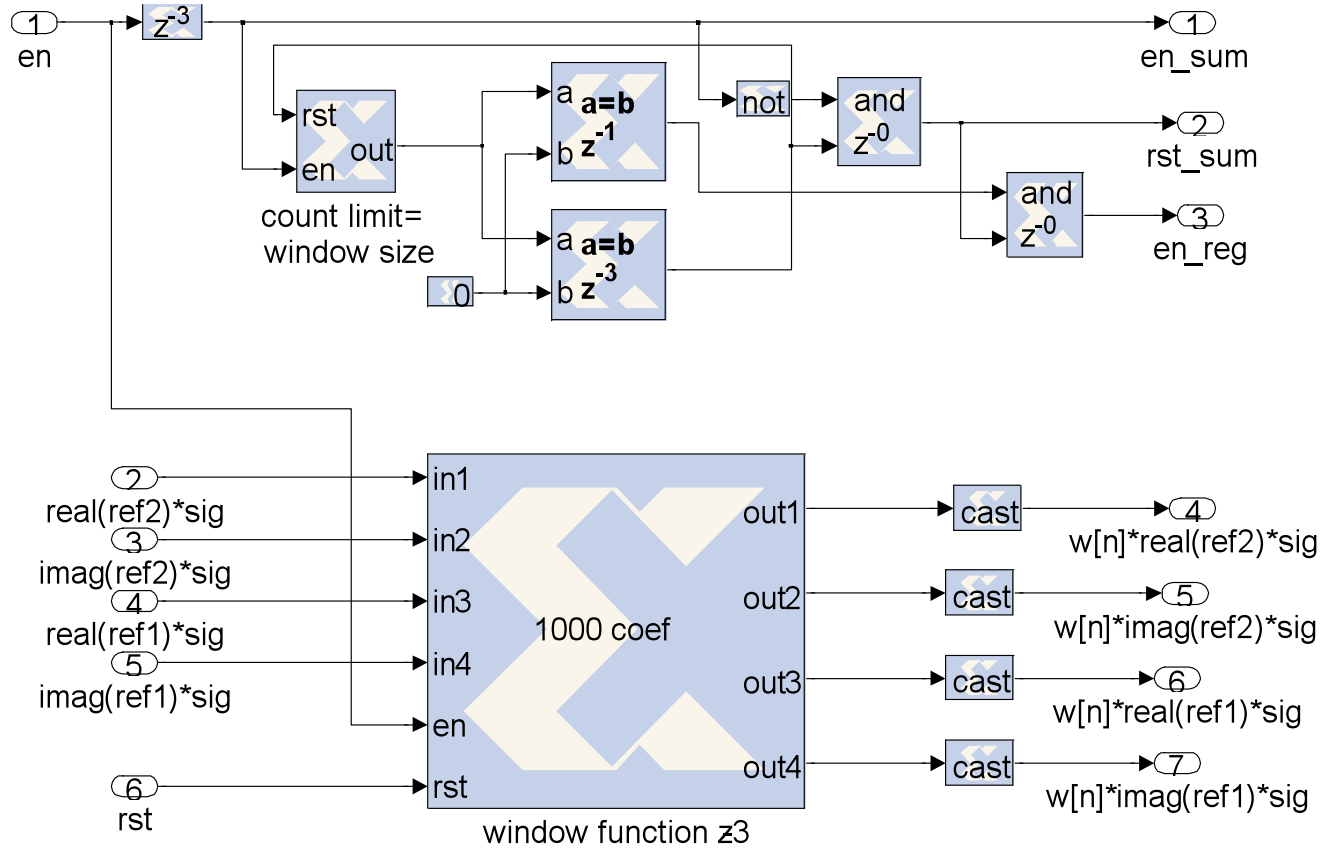 1
en
z-3
1
en_sum
rst
en
out
count limit=
window size
a
a=b
z-1
b
a
a=b
z-3
b
0
not
and
z-0
2
rst_sum
and
z-0
3
en_reg
2
real(ref2)*sig
3
imag(ref2)*sig
4
real(ref1)*sig
5
imag(ref1)*sig
6
rst
in1
in2
in3
in4
en
rst
1000 coef
out1
out2
out3
out4
window function z3
cast
4
w[n]*real(ref2)*sig
cast
5
w[n]*imag(ref2)*sig
cast
6
w[n]*real(ref1)*sig
cast
7
w[n]*imag(ref1)*sig